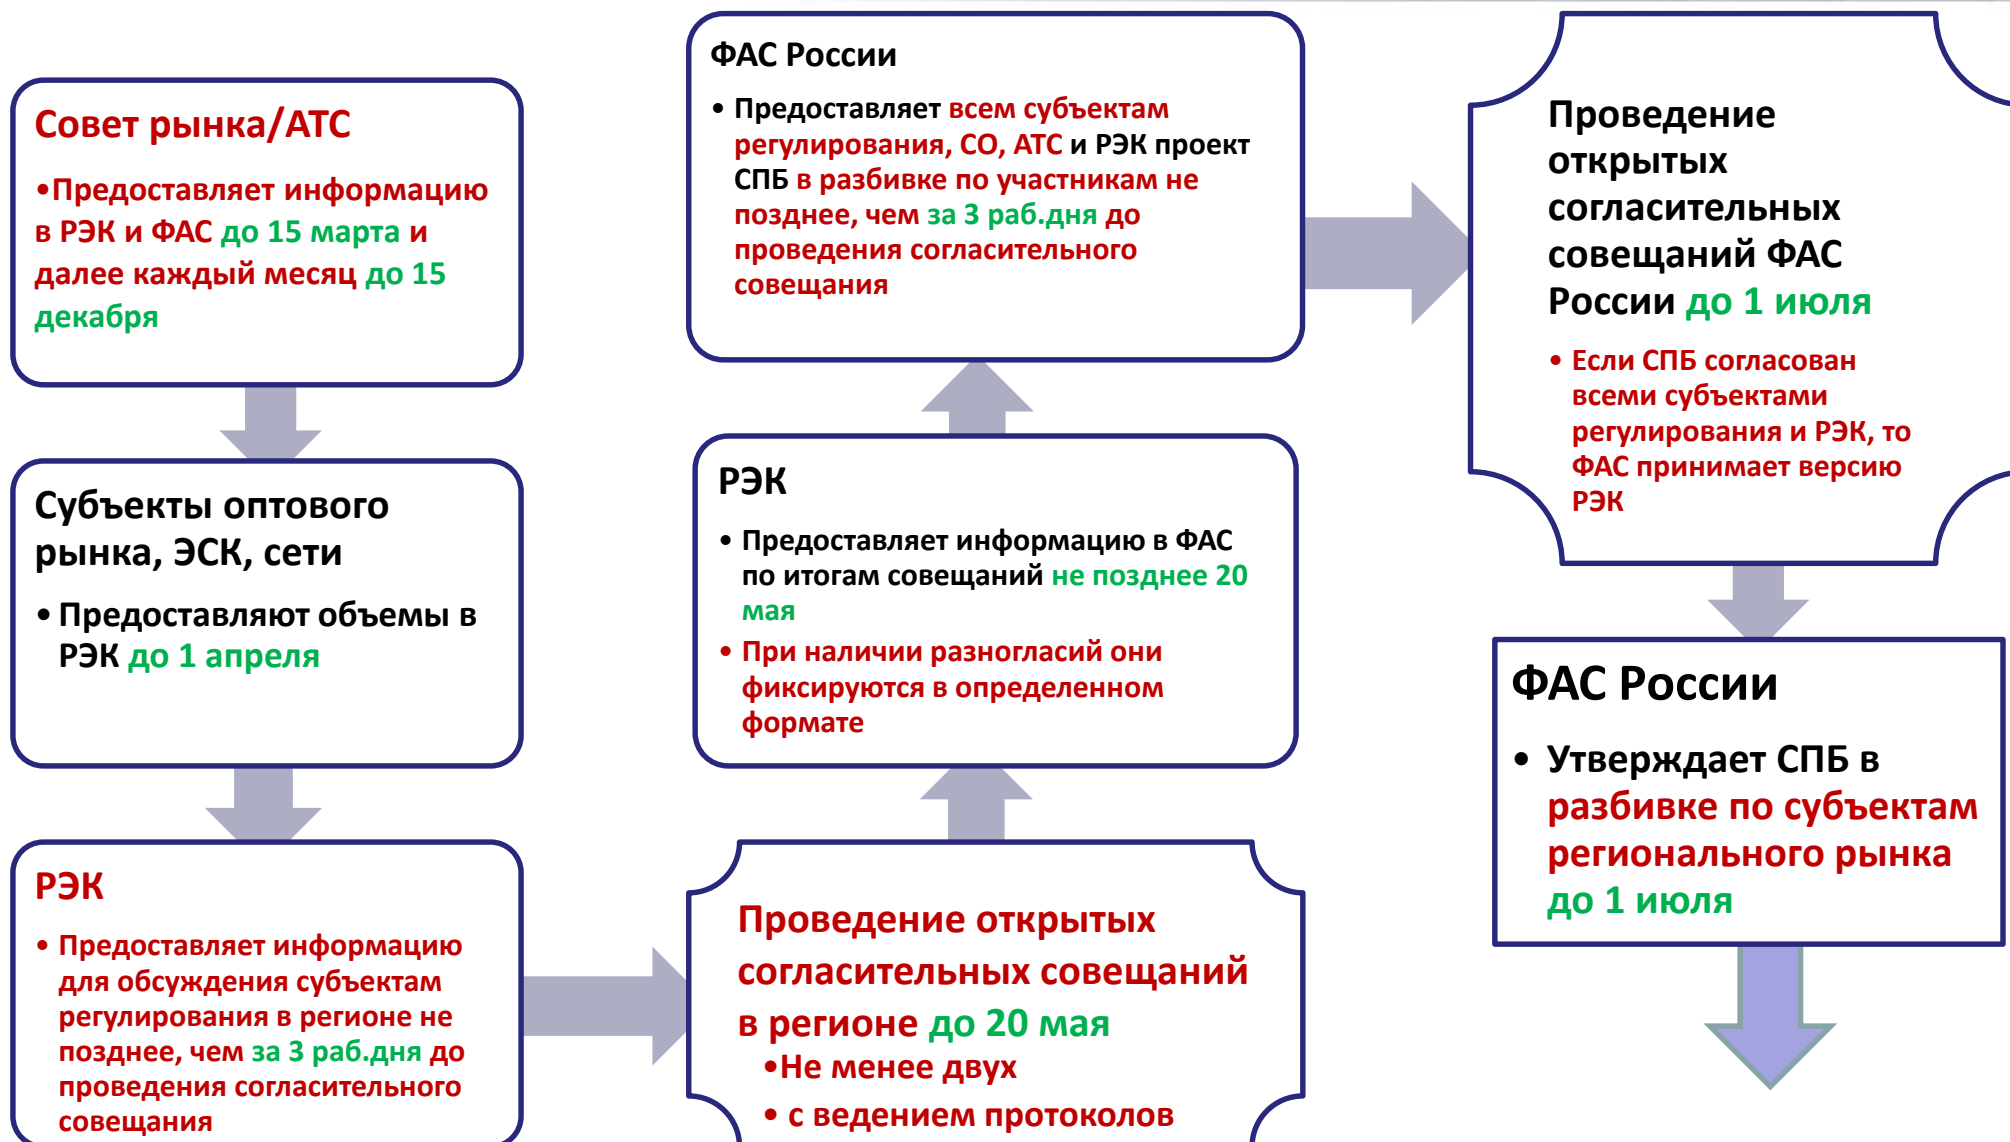 Совет рынка/АТС
•Предоставляет информацию
в РЭК и ФАС до 15 марта и
далее каждый месяц до 15
декабря
Субъекты оптового
рынка, ЭСК, сети
• Предоставляют объемы в
РЭК до 1 апреля
РЭК
• Предоставляет информацию
для обсуждения субъектам
регулирования в регионе не
позднее, чем за 3 раб.дня до
проведения согласительного
совещания
Проведение открытых
согласительных совещаний
в регионе до 20 мая
•Не менее двух
• с ведением протоколов
РЭК
• Предоставляет информацию в ФАС
по итогам совещаний не позднее 20
мая
• При наличии разногласий они
фиксируются в определенном
формате
ФАС России
• Предоставляет всем субъектам
регулирования, СО, АТС и РЭК проект
СПБ в разбивке по участникам не
позднее, чем за 3 раб.дня до
проведения согласительного
совещания
Проведение
открытых
согласительных
совещаний ФАС
России до 1 июля
• Если СПБ согласован
всеми субъектами
регулирования и РЭК, то
ФАС принимает версию
РЭК
ФАС России
• Утверждает СПБ в
разбивке по субъектам
регионального рынка
до 1 июля